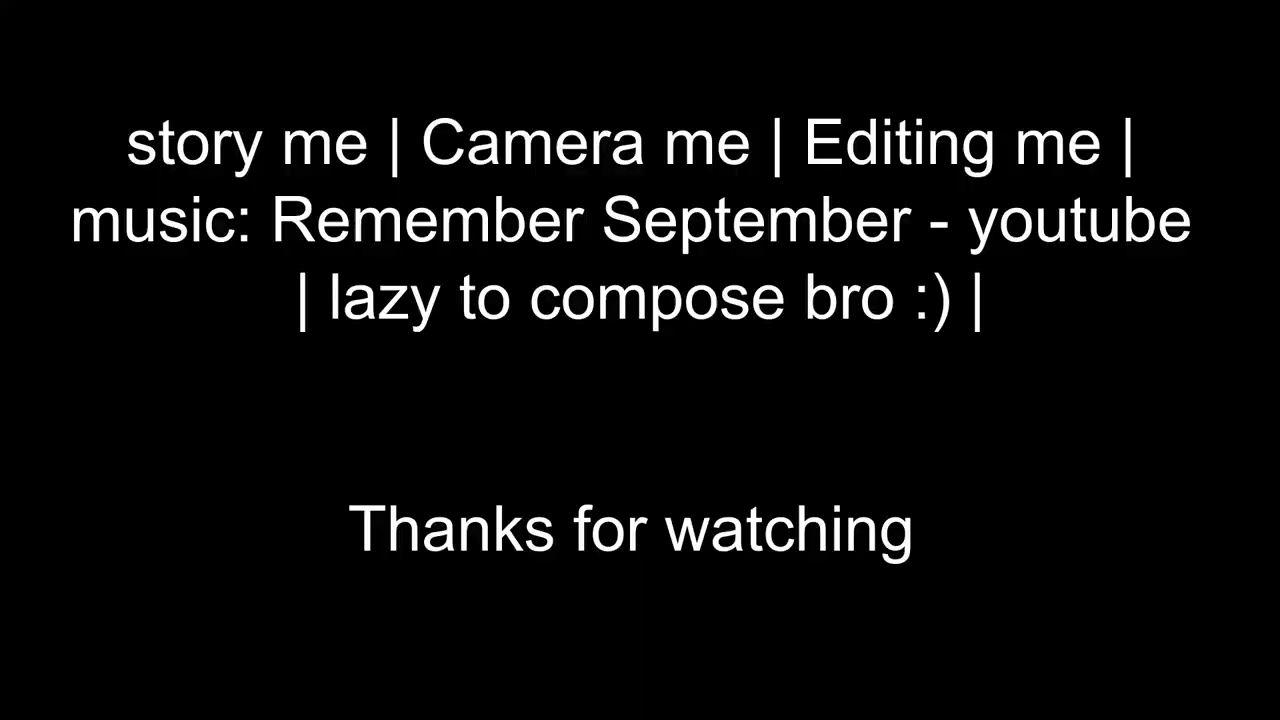 story me | Camera me | Editing me |
music: Remember September - youtube
| lazy to compose bro :) |
Thanks for watching